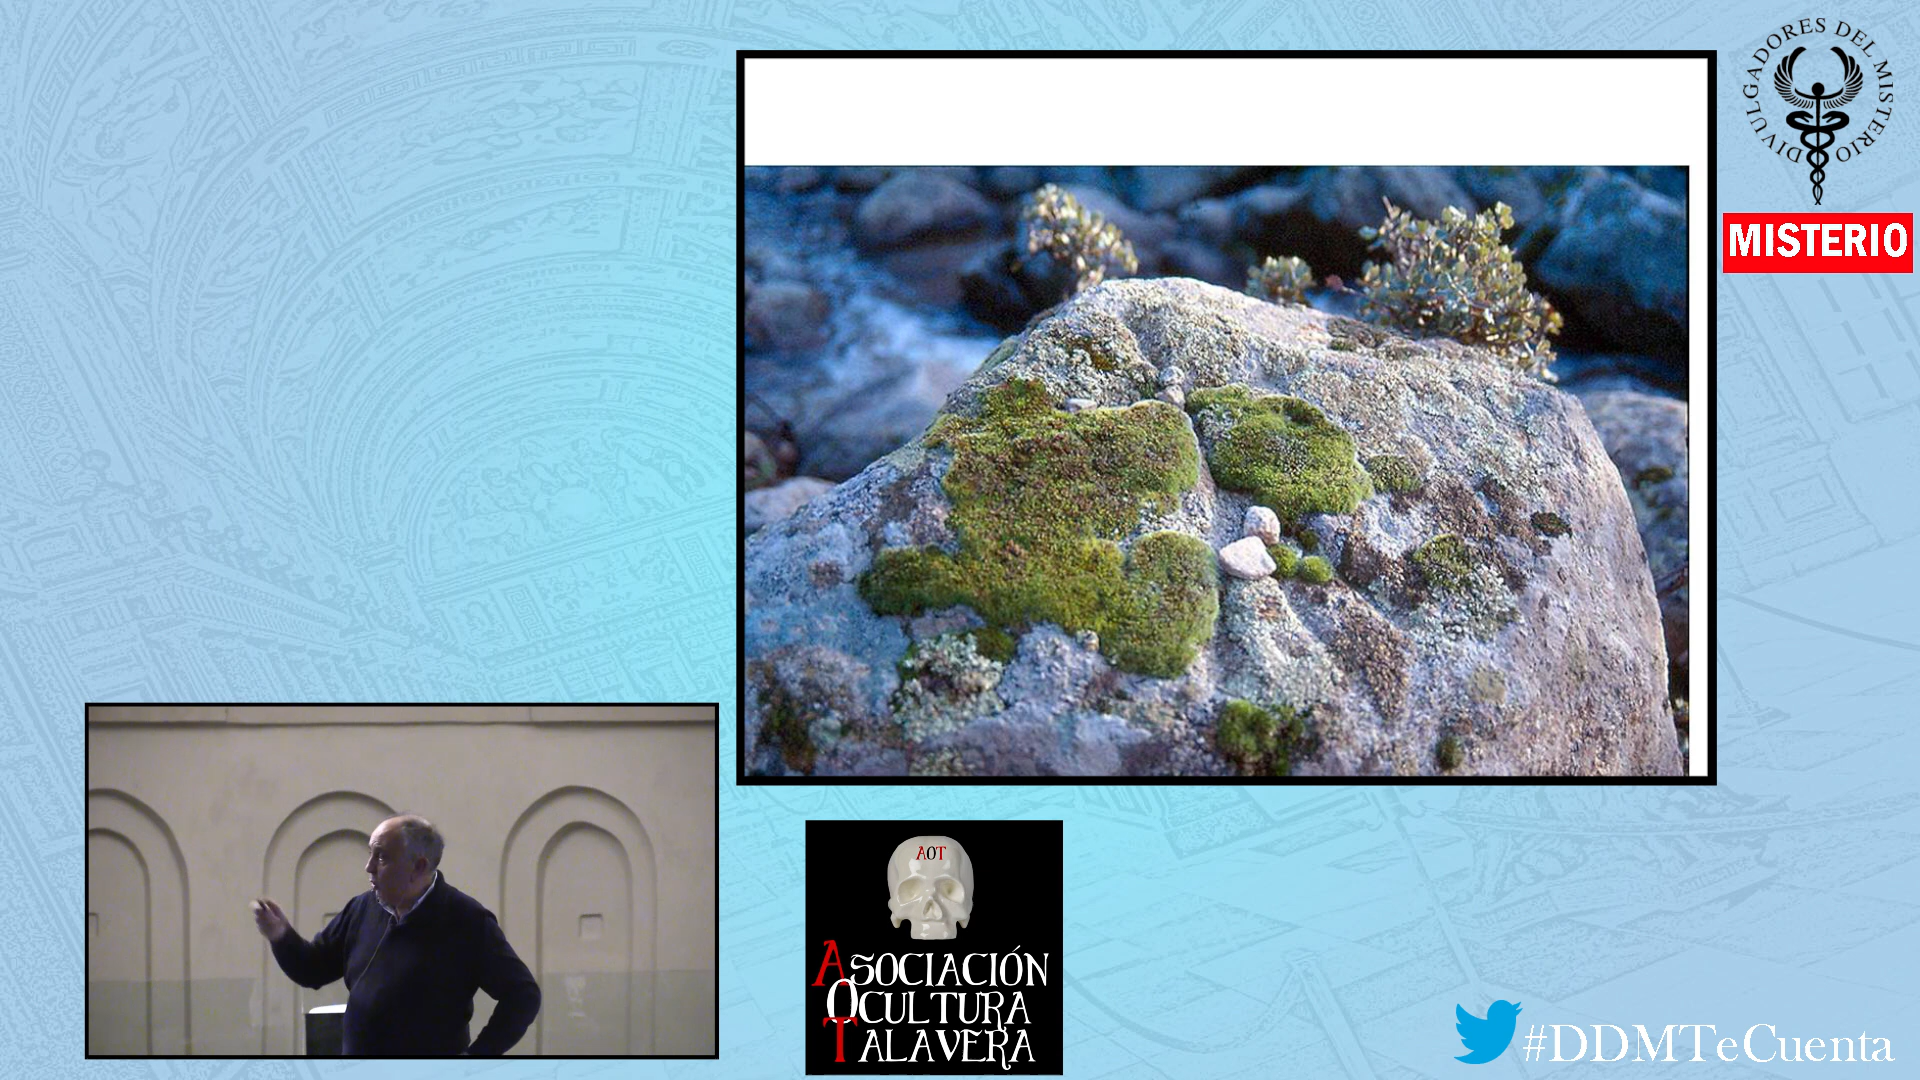 DIVULGADORES DEL MISTERIO
MISTERIO
AOT
ASOCIACIÓN
OCULTURA
TALAVERA
#DDMTeCuenta